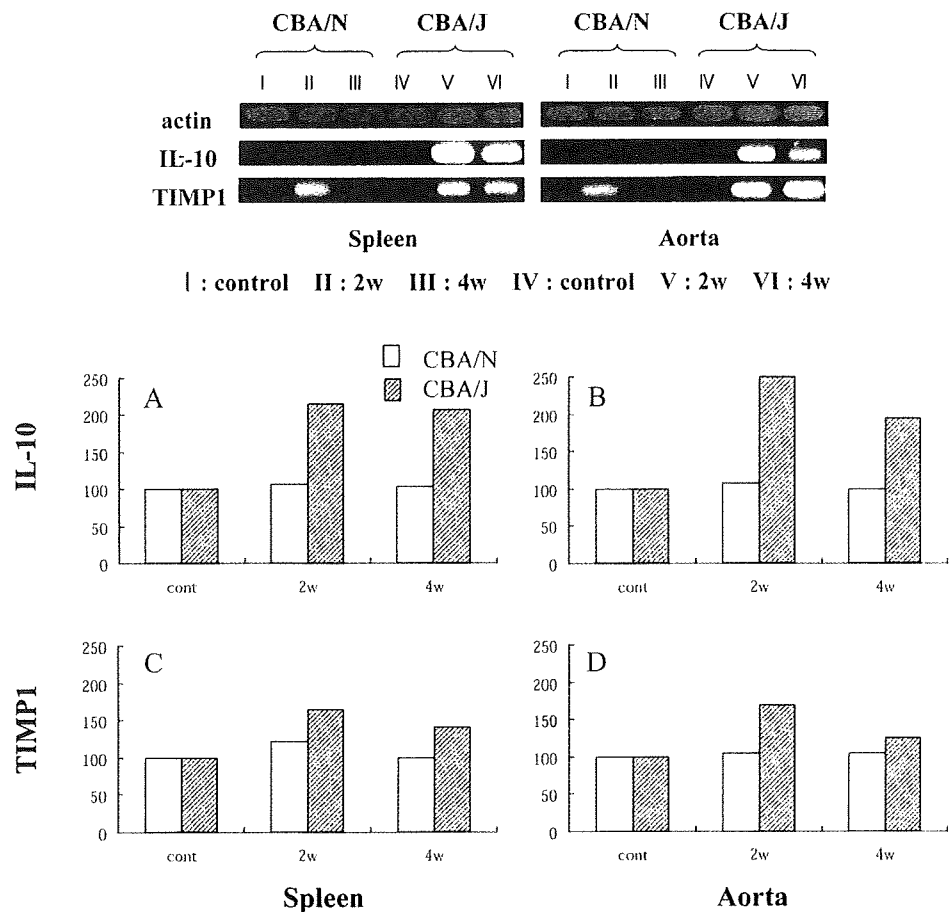 CBA/N CBA/J CBA/N CBA/J
I II III IV V VI I II III IV V VI
actin
IL-10
TIMP1
Spleen Aorta
I : control II : 2w III : 4w IV : control V : 2w VI : 4w
CBA/N
CBA/J
IL-10
A
250
200
150
100
50
0
cont 2w 4w
B
250
200
150
100
50
0
cont 2w 4w
TIMP1
C
250
200
150
100
50
0
cont 2w 4w
D
250
200
150
100
50
0
cont 2w 4w
Spleen Aorta